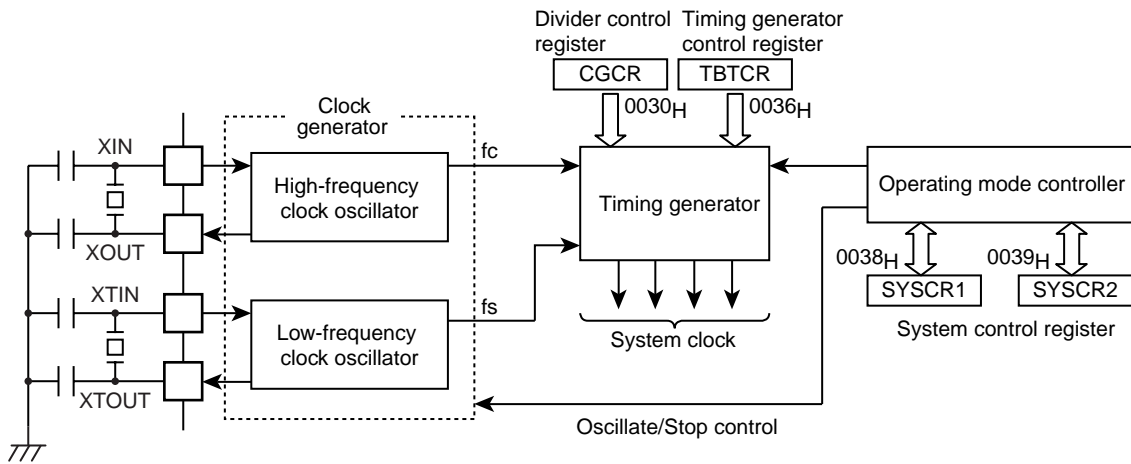 Divider control
register
CGCR
0030H
Timing generator
control register
TBTCR
0036H
Clock
generator
XIN
XOUT
High-frequency
clock oscillator
fc
Timing generator
Operating mode controller
0038H
SYSCR1
0039H
SYSCR2
System control register
XTIN
XTOUT
Low-frequency
clock oscillator
fs
System clock
Oscillate/Stop control